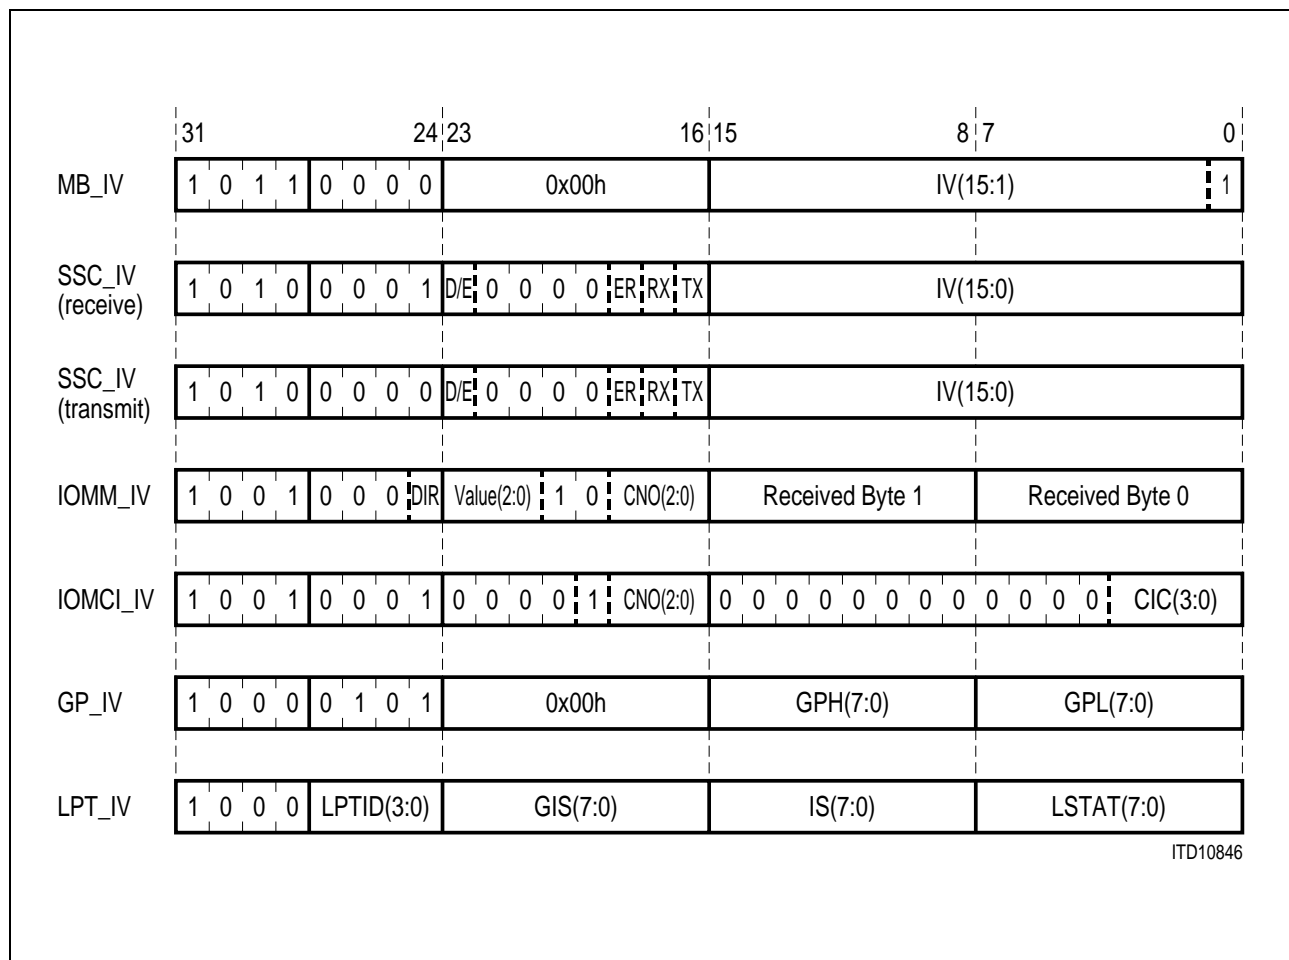 31 24 23 16 15 8 7 0
MB_IV 1 0 1 1 0 0 0 0 0x00h IV(15:1) 1
SSC_IV
(receive) 1 0 1 0 0 0 0 1 D/E 0 0 0 0 ER RX TX IV(15:0)
SSC_IV
(transmit) 1 0 1 0 0 0 0 0 D/E 0 0 0 0 ER RX TX IV(15:0)
IOMM_IV 1 0 0 1 0 0 0 DIR Value(2:0) 1 0 CNO(2:0) Received Byte 1 Received Byte 0
IOMCI_IV 1 0 0 1 0 0 0 1 0 0 0 0 1 CNO(2:0) 0 0 0 0 0 0 0 0 0 0 0 0 CIC(3:0)
GP_IV 1 0 0 0 0 1 0 1 0x00h GPH(7:0) GPL(7:0)
LPT_IV 1 0 0 0 LPTID(3:0) GIS(7:0) IS(7:0) LSTAT(7:0)
ITD10846